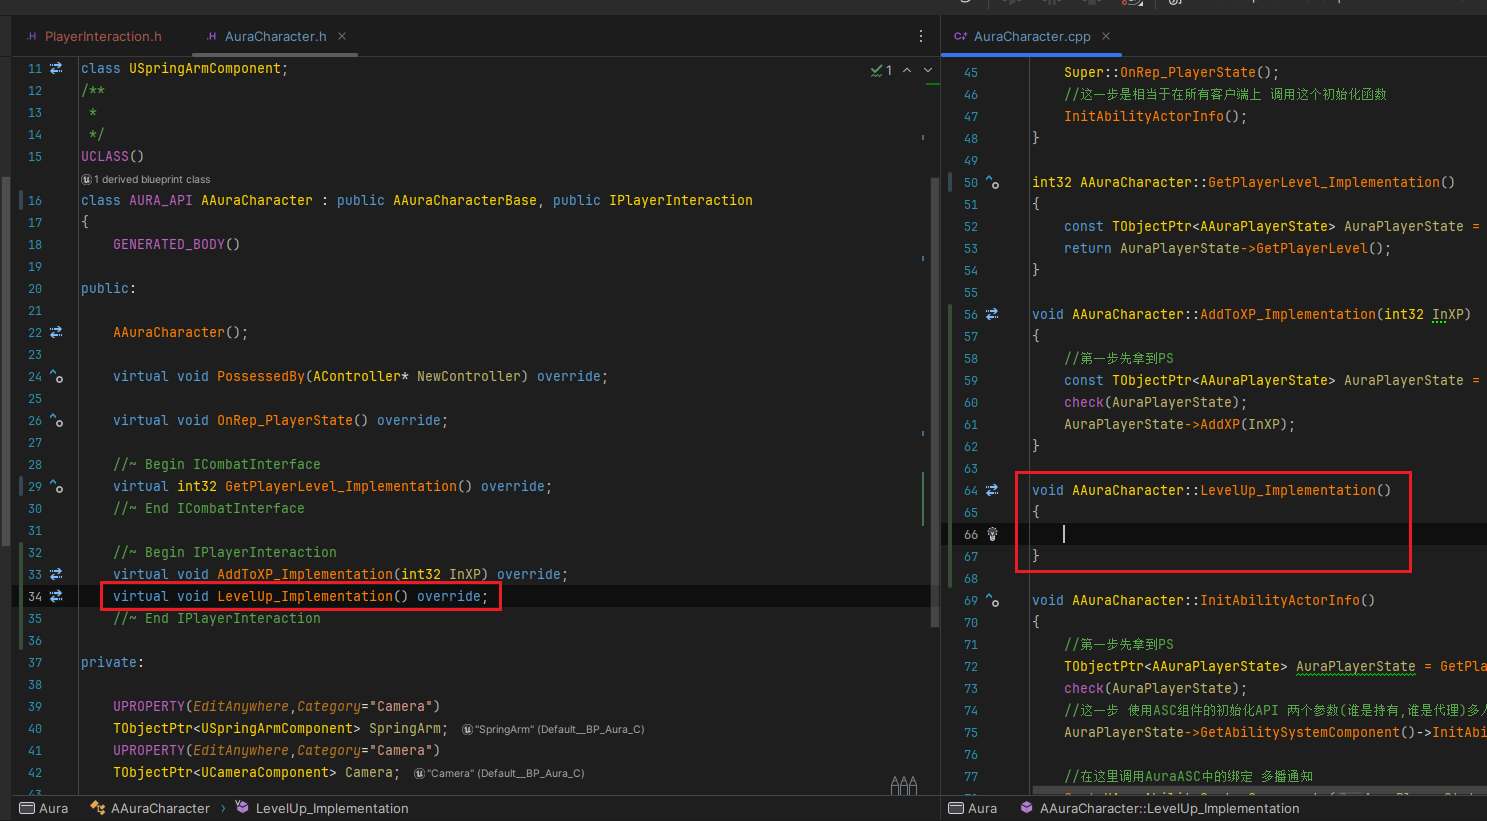 PlayerInteraction.h
AuraCharacter.h
11 class USpringArmComponent;
12 /**
13 *
14 */
15 UCLASS()
1 derived blueprint class
16 class AURA_API AAuraCharacter : public AAuraCharacterBase, public IPlayerInteraction
17 {
18 GENERATED_BODY()
19
20 public:
21
22 AAuraCharacter();
23
24 virtual void PossessedBy(AController* NewController) override;
25
26 virtual void OnRep_PlayerState() override;
27
28 //~ Begin ICombatInterface
29 virtual int32 GetPlayerLevel_Implementation() override;
30 //~ End ICombatInterface
31
32 //~ Begin IPlayerInteraction
33 virtual void AddToXP_Implementation(int32 InXP) override;
34 virtual void LevelUp_Implementation() override;
35 //~ End IPlayerInteraction
36
37 private:
38
39 UPROPERTY(EditAnywhere,Category="Camera")
40 TObjectPtr<USpringArmComponent> SpringArm; "SpringArm" (Default__BP_Aura_C)
41 UPROPERTY(EditAnywhere,Category="Camera")
42 TObjectPtr<UCameraComponent> Camera; "Camera" (Default__BP_Aura_C)
43
1
Aura AAuraCharacter › LevelUp_Implementation
C++ AuraCharacter.cpp
45 Super::OnRep_PlayerState();
46 //这一步是相当于在所有客户端上 调用这个初始化函数
47 InitAbilityActorInfo();
48 }
49
50 int32 AAuraCharacter::GetPlayerLevel_Implementation()
51 {
52 const TObjectPtr<AAuraPlayerState> AuraPlayerState =
53 return AuraPlayerState->GetPlayerLevel();
54 }
55
56 void AAuraCharacter::AddToXP_Implementation(int32 InXP)
57 {
58 //第一步先拿到PS
59 const TObjectPtr<AAuraPlayerState> AuraPlayerState =
60 check(AuraPlayerState);
61 AuraPlayerState->AddXP(InXP);
62 }
63
64 void AAuraCharacter::LevelUp_Implementation()
65 {
66
67 }
68
69 void AAuraCharacter::InitAbilityActorInfo()
70 {
71 //第一步先拿到PS
72 TObjectPtr<AAuraPlayerState> AuraPlayerState = GetPla
73 check(AuraPlayerState);
74 //这一步 使用ASC组件的初始化API 两个参数(谁是持有,谁是代理)多
75 AuraPlayerState->GetAbilitySystemComponent()->InitAbi
76
77 //在这里调用AuraASC中的绑定 多播通知
Aura AAuraCharacter::LevelUp_Implementation